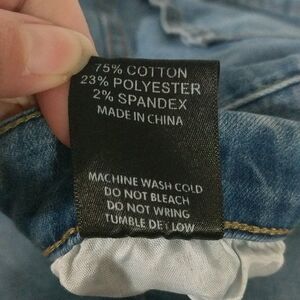 75% COTTON
23% POLYESTER
2% SPANDEX
MADE IN CHINA
MACHINE WASH COLD
DO NOT BLEACH
DO NOT WRING
TUMBLE DEY LOW